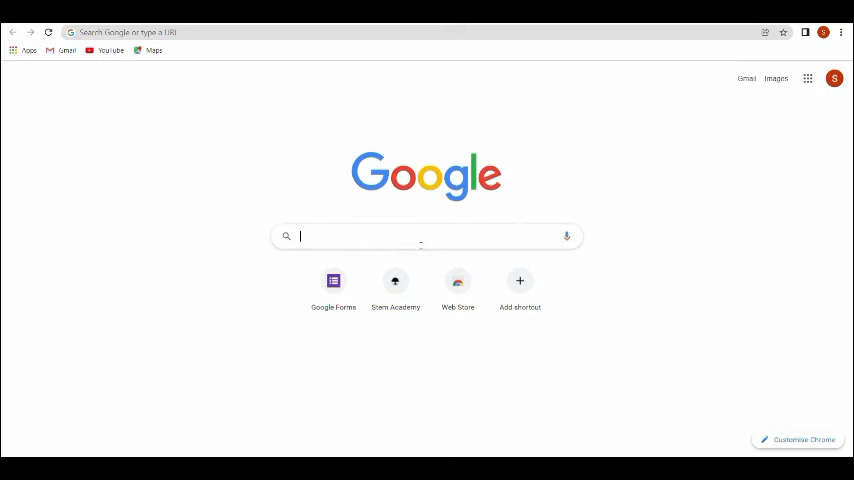 Search Google or type a URL
S
Apps Gmail YouTube Maps
Gmail Images S
Google
Google Forms Stem Academy Web Store Add shortcut
Customise Chrome